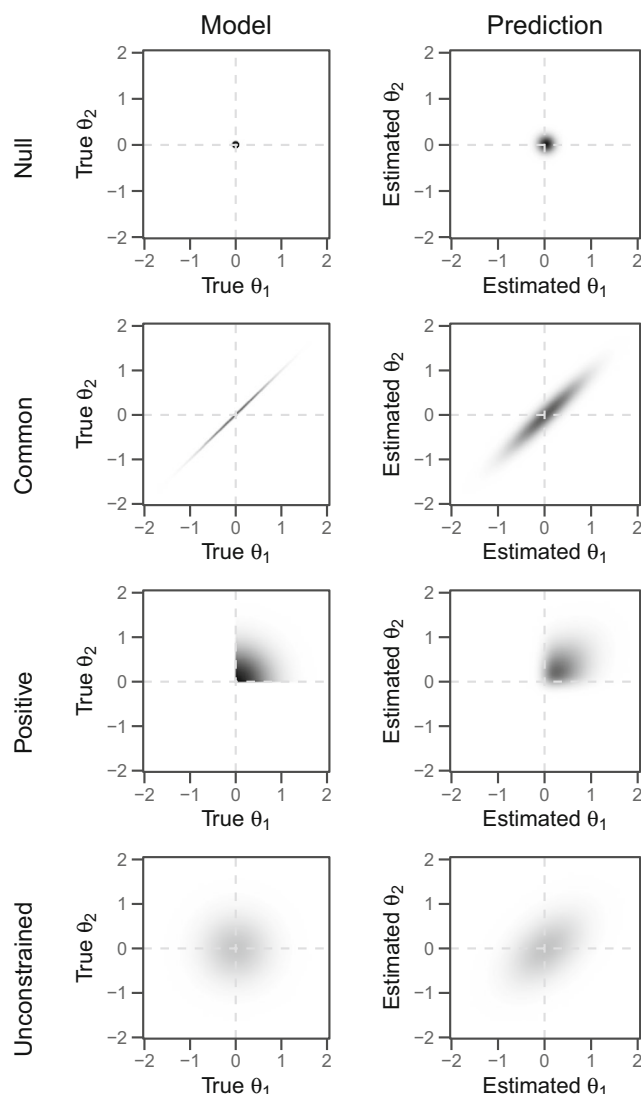 Model Prediction
Null
True θ₂
2
1
0
−1
−2
−2 −1 0 1 2
True θ₁
Estimated θ₂
2
1
0
−1
−2
−2 −1 0 1 2
Estimated θ₁
Common
True θ₂
2
1
0
−1
−2
−2 −1 0 1 2
True θ₁
Estimated θ₂
2
1
0
−1
−2
−2 −1 0 1 2
Estimated θ₁
Positive
True θ₂
2
1
0
−1
−2
−2 −1 0 1 2
True θ₁
Estimated θ₂
2
1
0
−1
−2
−2 −1 0 1 2
Estimated θ₁
Unconstrained
True θ₂
2
1
0
−1
−2
−2 −1 0 1 2
True θ₁
Estimated θ₂
2
1
0
−1
−2
−2 −1 0 1 2
Estimated θ₁